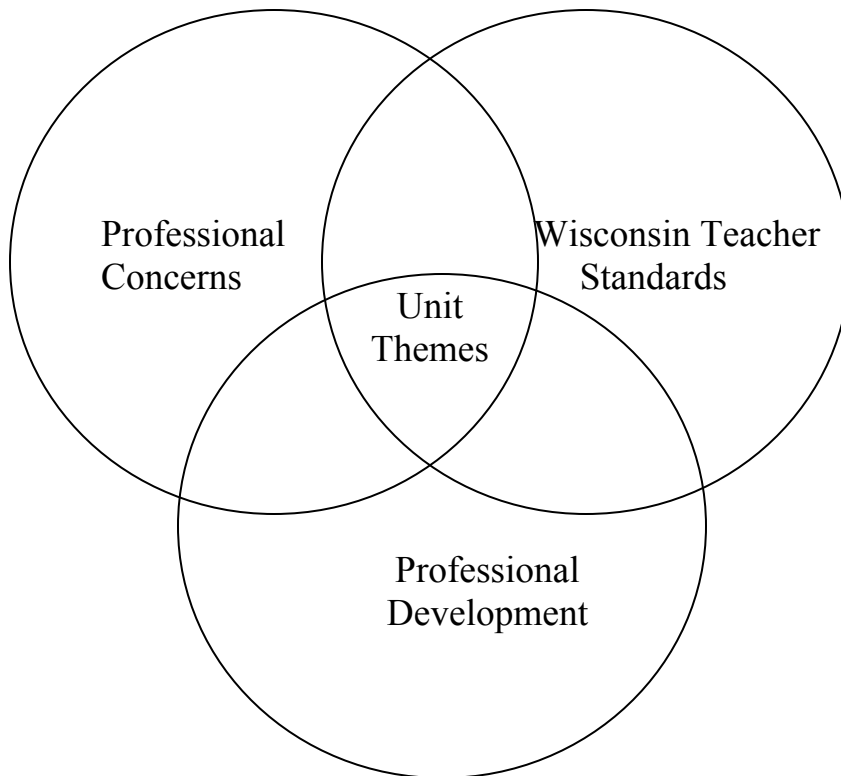 Professional
Concerns
Wisconsin Teacher
Standards
Unit
Themes
Professional
Development